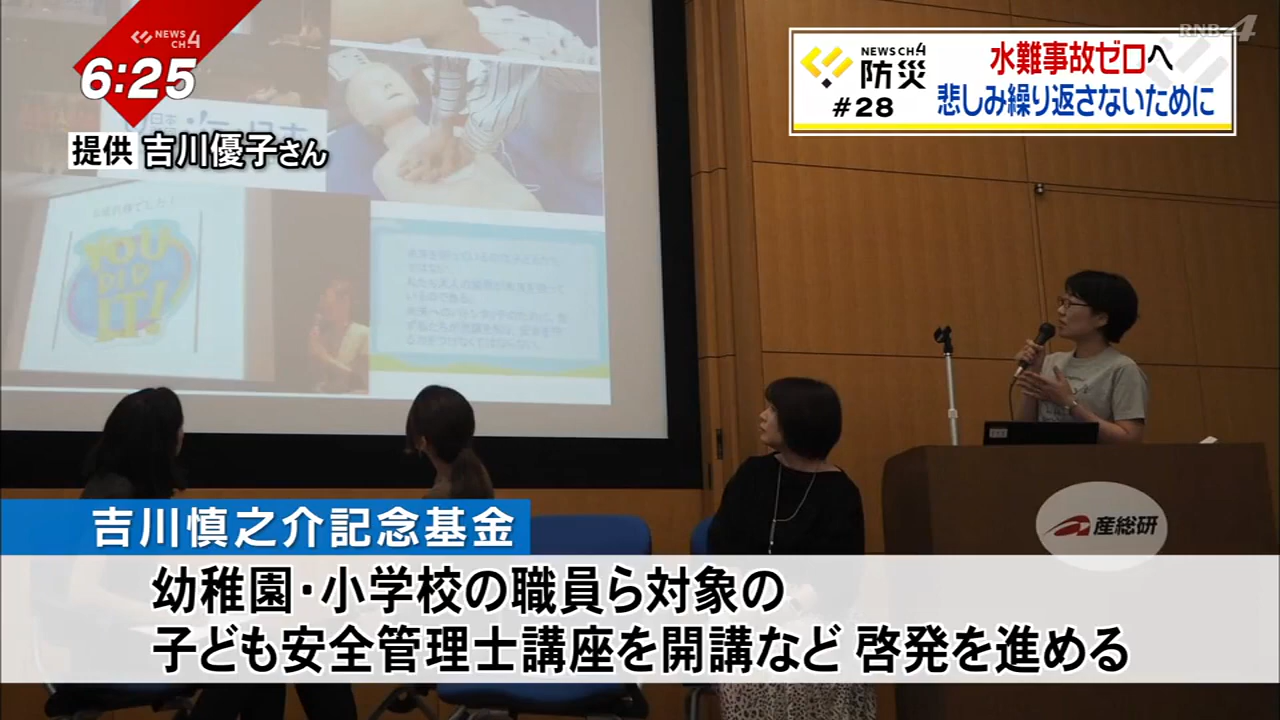 NEWS CH.4
6:25
提供 吉川優子さん
RNB 4
NEWS CH4
防災
#28
水難事故ゼロへ
悲しみ繰り返さないために
YOU
DID
IT!
産総研
吉川慎之介記念基金
幼稚園・小学校の職員ら対象の
子ども安全管理士講座を開講など 啓発を進める